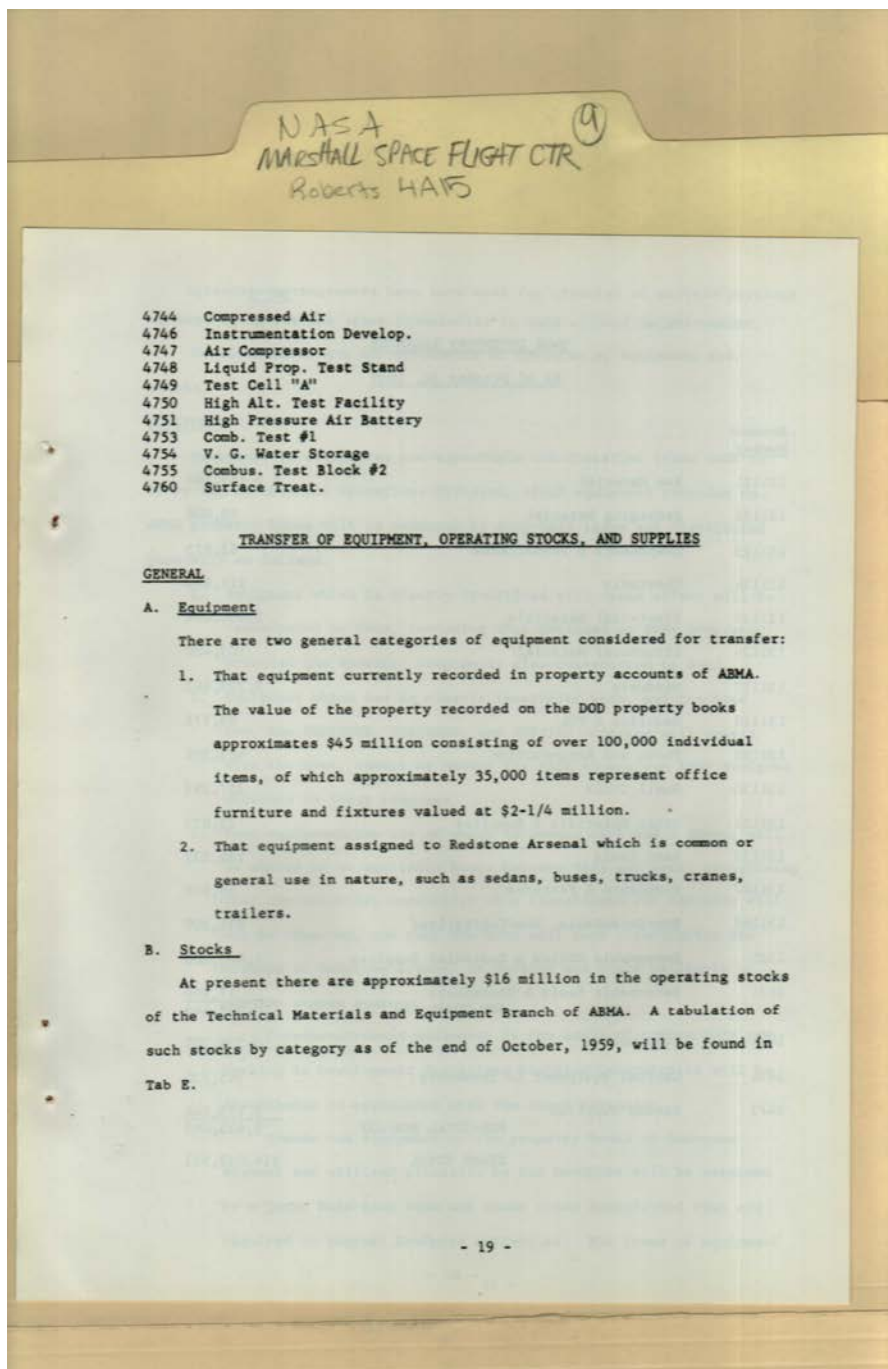 NASA
MARSHALL SPACE FLIGHT CTR
9
Roberts 4A15
4744 Compressed Air
4746 Instrumentation Develop.
4747 Air Compressor
4748 Liquid Prop. Test Stand
4749 Test Cell "A"
4750 High Alt. Test Facility
4751 High Pressure Air Battery
4753 Comb. Test #1
4754 V. G. Water Storage
4755 Combus. Test Block #2
4760 Surface Treat.
TRANSFER OF EQUIPMENT, OPERATING STOCKS, AND SUPPLIES
GENERAL
A. Equipment
There are two general categories of equipment considered for transfer:
1. That equipment currently recorded in property accounts of ABMA.
The value of the property recorded on the DOD property books
approximates $45 million consisting of over 100,000 individual
items, of which approximately 35,000 items represent office
furniture and fixtures valued at $2-1/4 million.
2. That equipment assigned to Redstone Arsenal which is common or
general use in nature, such as sedans, buses, trucks, cranes,
trailers.
B. Stocks
At present there are approximately $16 million in the operating stocks
of the Technical Materials and Equipment Branch of ABMA. A tabulation of
such stocks by category as of the end of October, 1959, will be found in
Tab E.
- 19 -